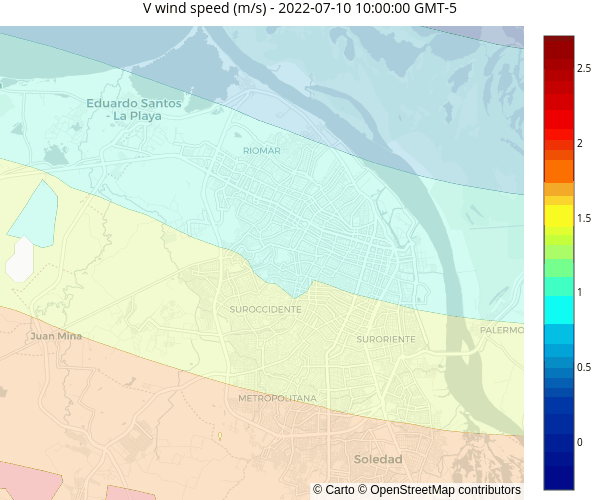 V wind speed (m/s) - 2022-07-10 10:00:00 GMT-5
2.5
Eduardo Santos
- La Playa
2
RIOMAR
1.5
1
SUROCCIDENTE
PALERMO
Juan Mina
SURORIENTE
0.5
METROPOLITANA
0
Soledad
© Carto © OpenStreetMap contributors